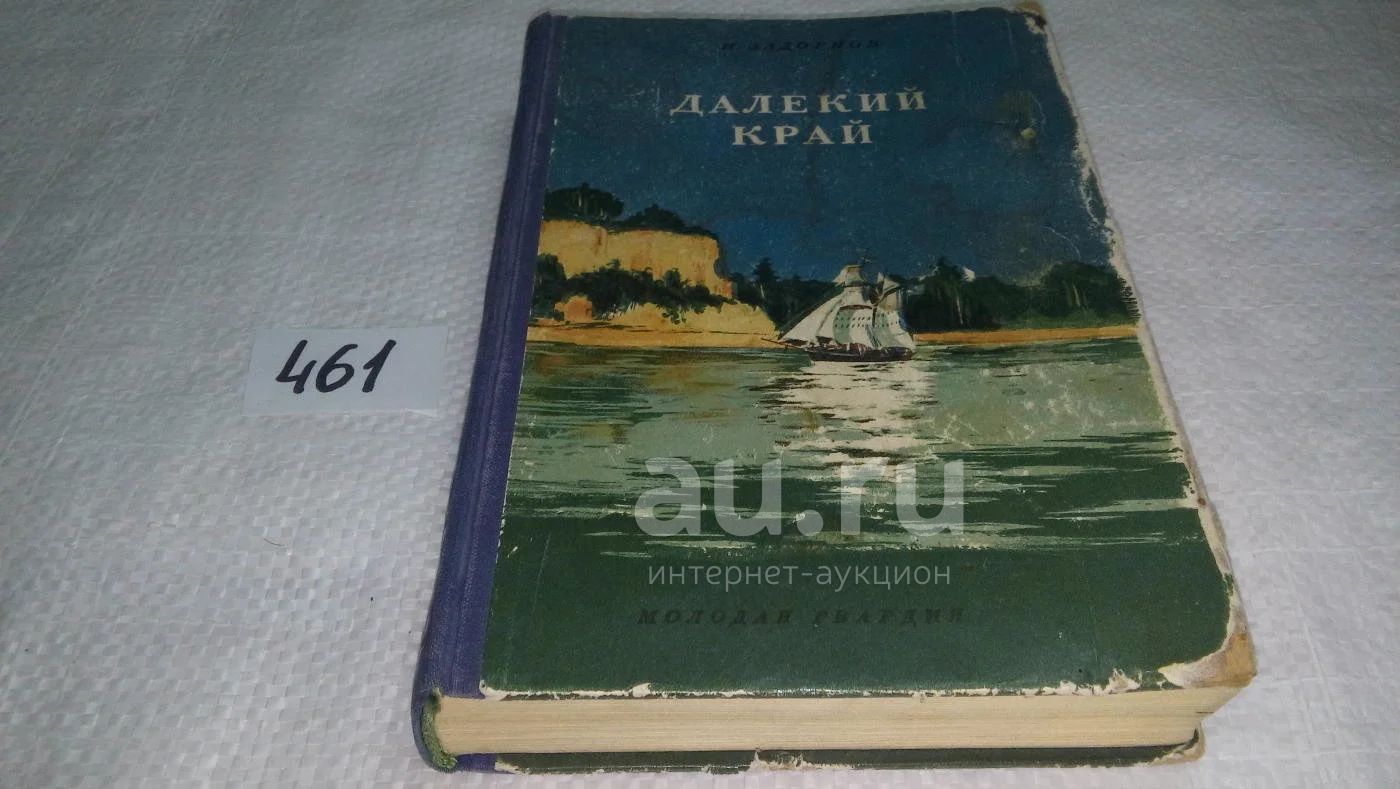 Н. ЗАДОРНОВ
ДАЛЕКИЙ
КРАЙ
461
au.ru
интернет-аукцион
МОЛОДАЯ ГВАРДИЯ